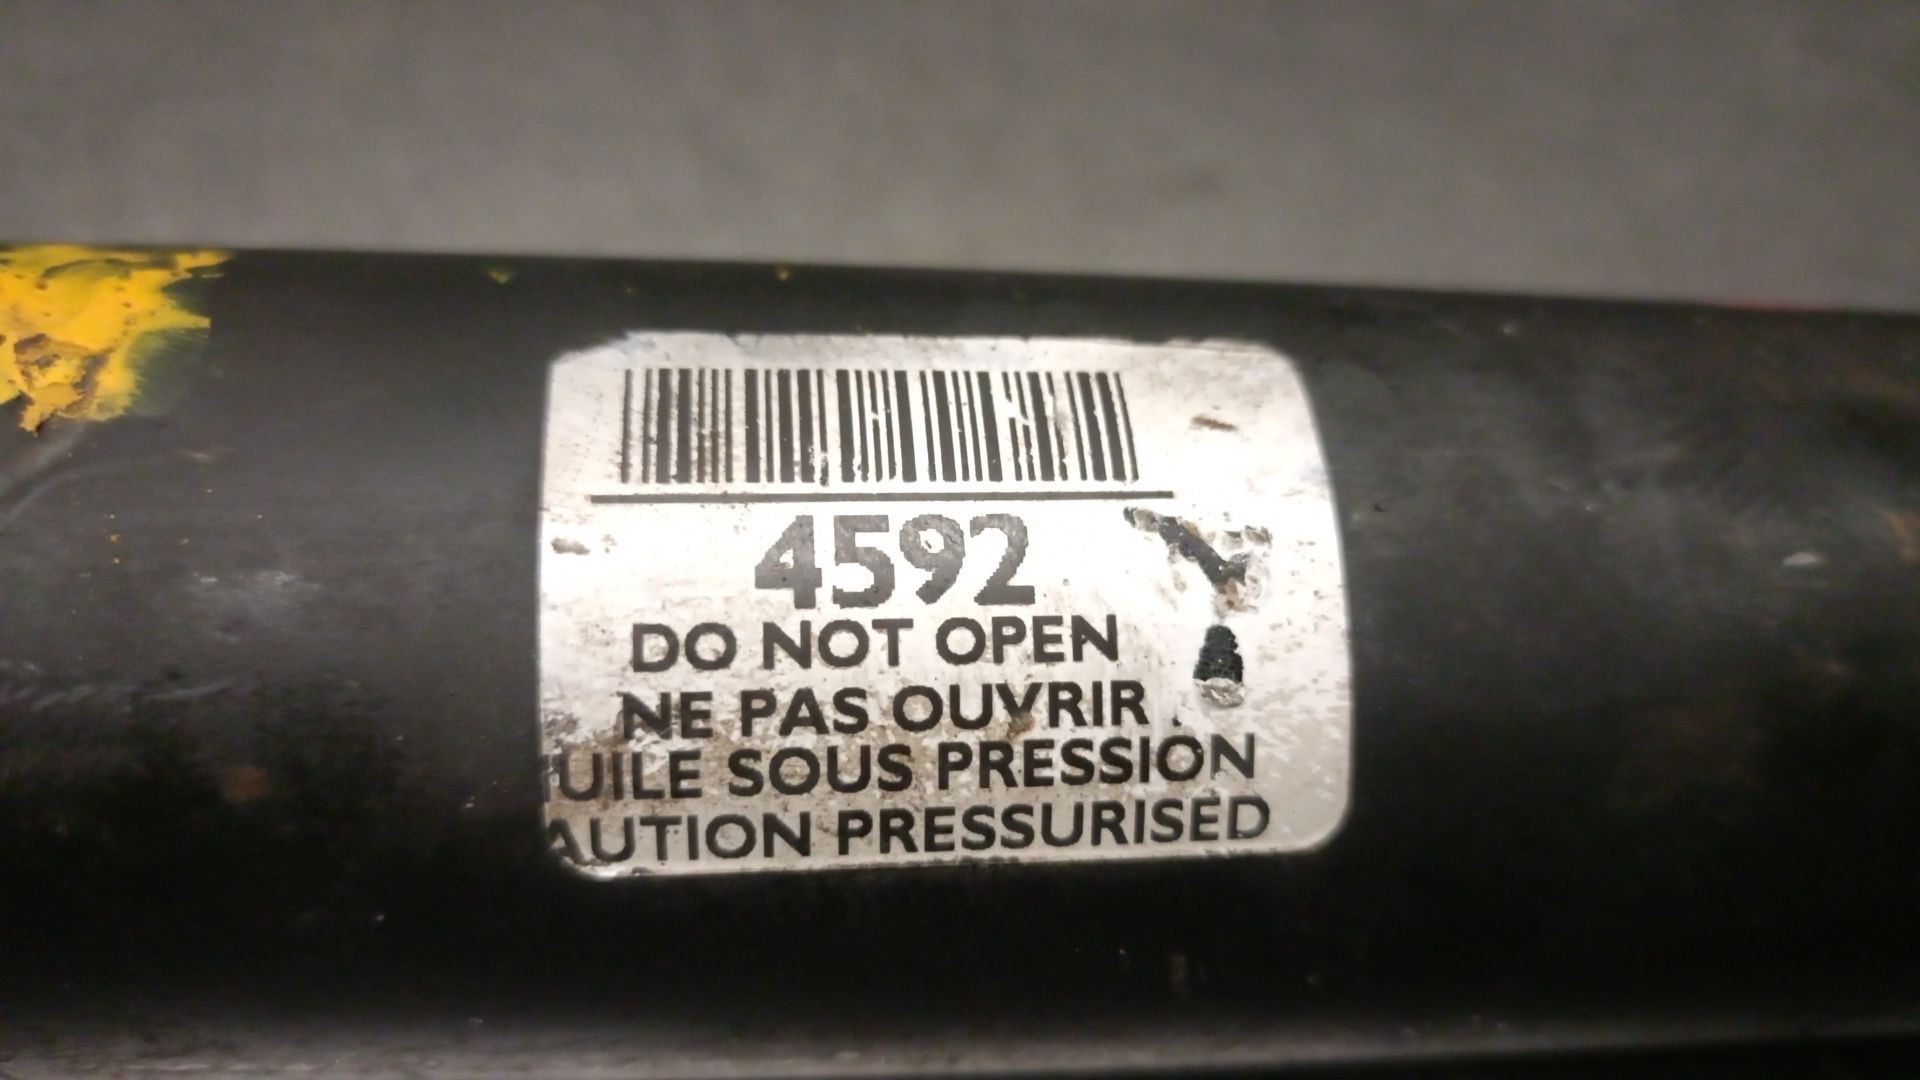 4592
DO NOT OPEN
NE PAS OUVRIR
UILE SOUS PRESSION
AUTION PRESSURISED